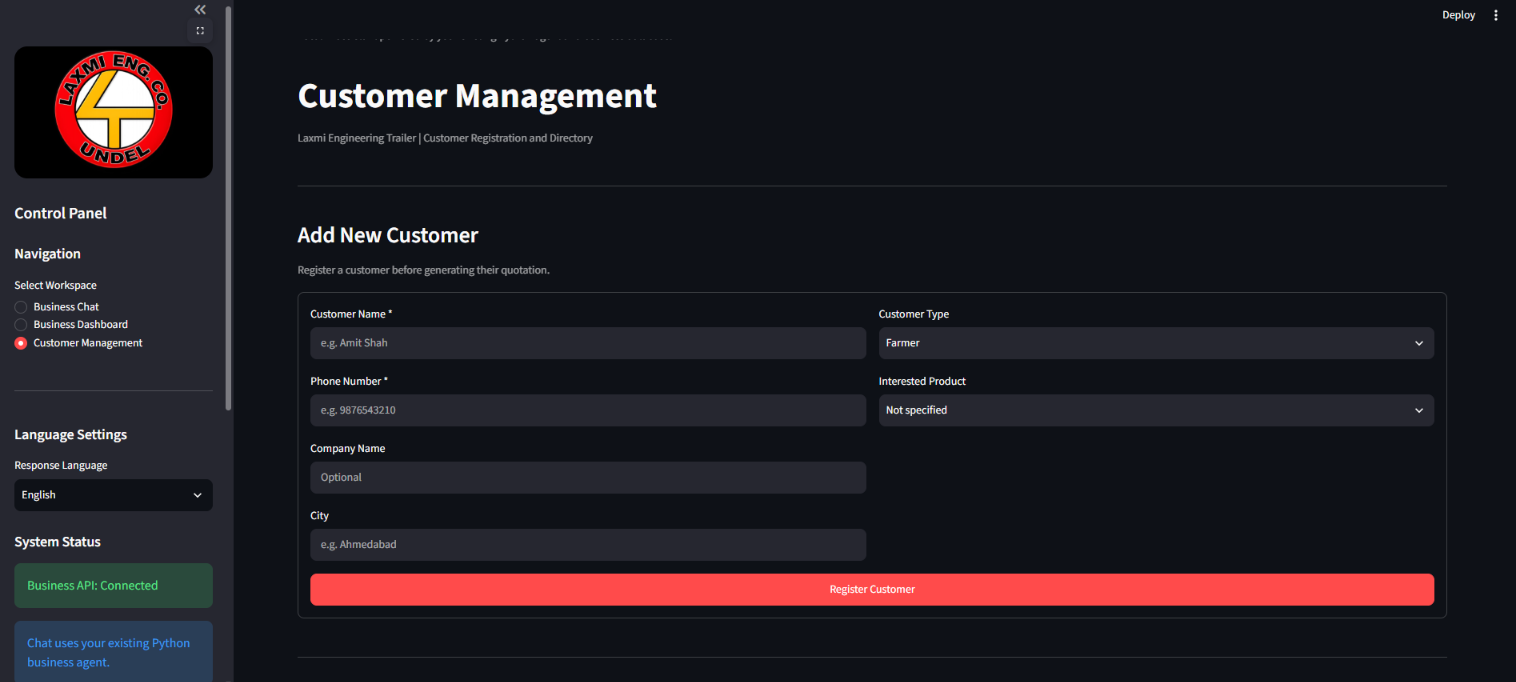 Deploy
LAXMI ENG.CO.
UNDEL
Control Panel
Navigation
Select Workspace
Business Chat
Business Dashboard
Customer Management
Language Settings
Response Language
English
System Status
Business API: Connected
Chat uses your existing Python
business agent.
Customer Management
Laxmi Engineering Trailer | Customer Registration and Directory
Add New Customer
Register a customer before generating their quotation.
Customer Name *
e.g. Amit Shah
Customer Type
Farmer
Phone Number *
e.g. 9876543210
Interested Product
Not specified
Company Name
Optional
City
e.g. Ahmedabad
Register Customer